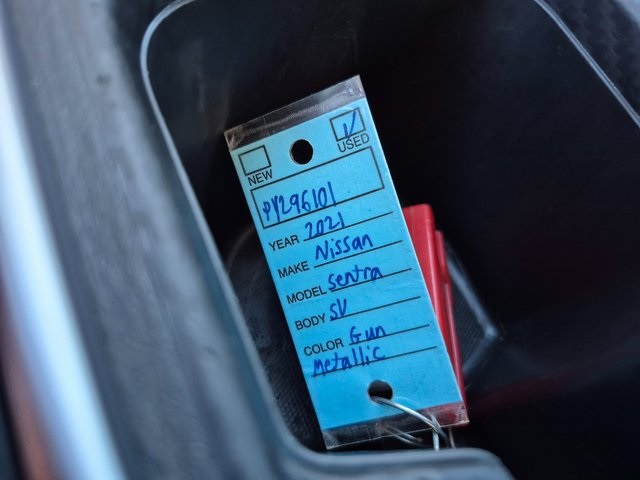 NEW ✓ USED
PY296101
YEAR 2021
MAKE Nissan
MODEL sentra
BODY SV
COLOR Gun
Metallic